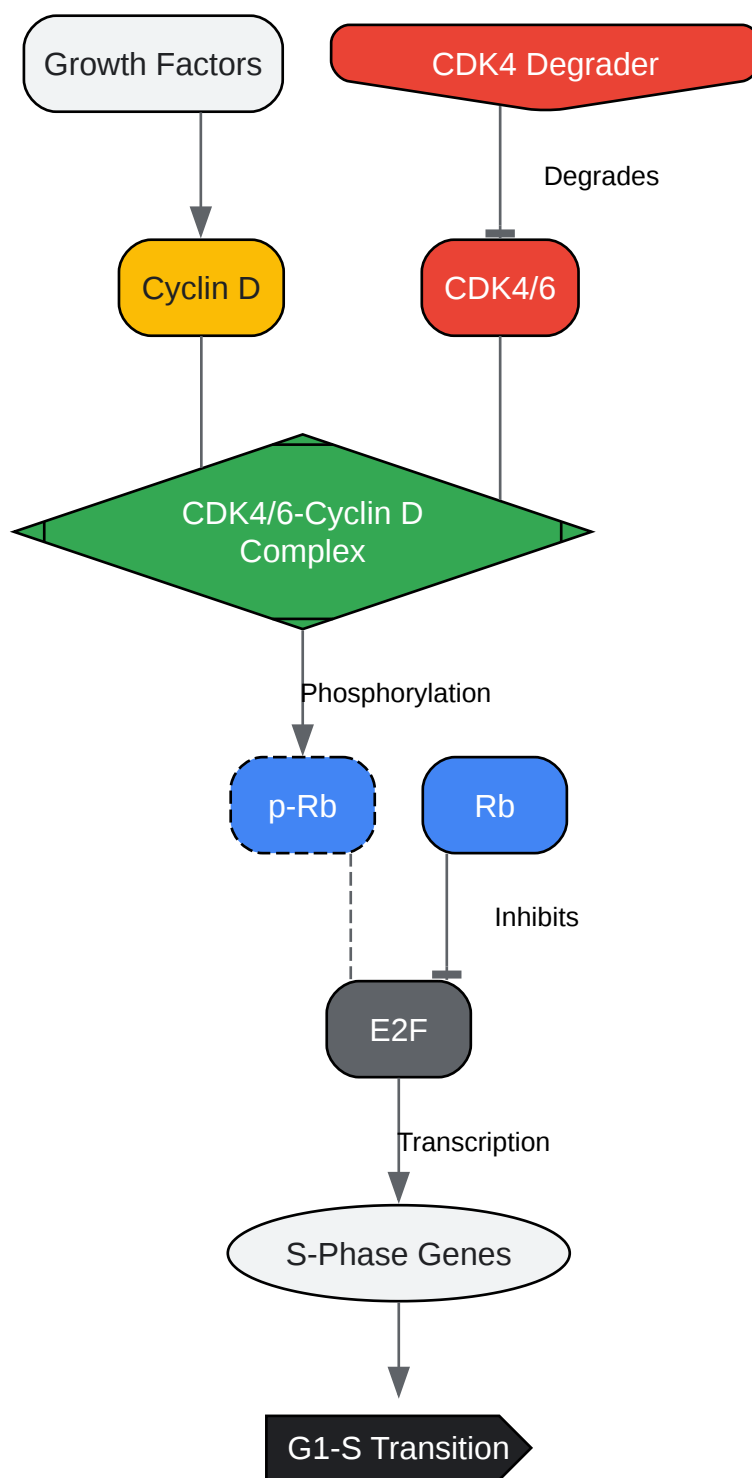 Growth Factors
CDK4 Degrader
Degrades
Cyclin D
CDK4/6
CDK4/6-Cyclin D
Complex
Phosphorylation
p-Rb
Rb
Inhibits
E2F
Transcription
S-Phase Genes
G1-S Transition